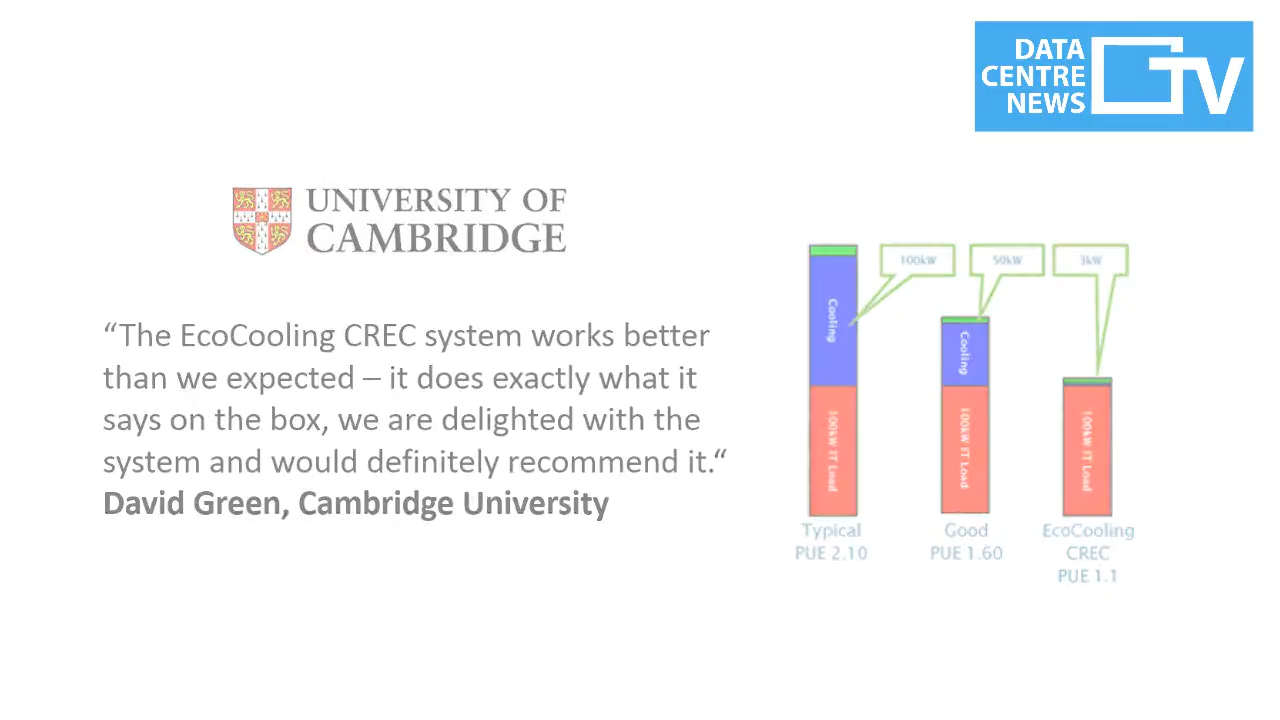 DATA
CENTRE
NEWS
TV
UNIVERSITY OF
CAMBRIDGE
“The EcoCooling CREC system works better
than we expected – it does exactly what it
says on the box, we are delighted with the
system and would definitely recommend it.“
David Green, Cambridge University
100kW
50kW
3kW
Cooling
Cooling
100kW IT Load
100kW IT Load
100kW IT Load
Typical
PUE 2.10
Good
PUE 1.60
EcoCooling
CREC
PUE 1.1